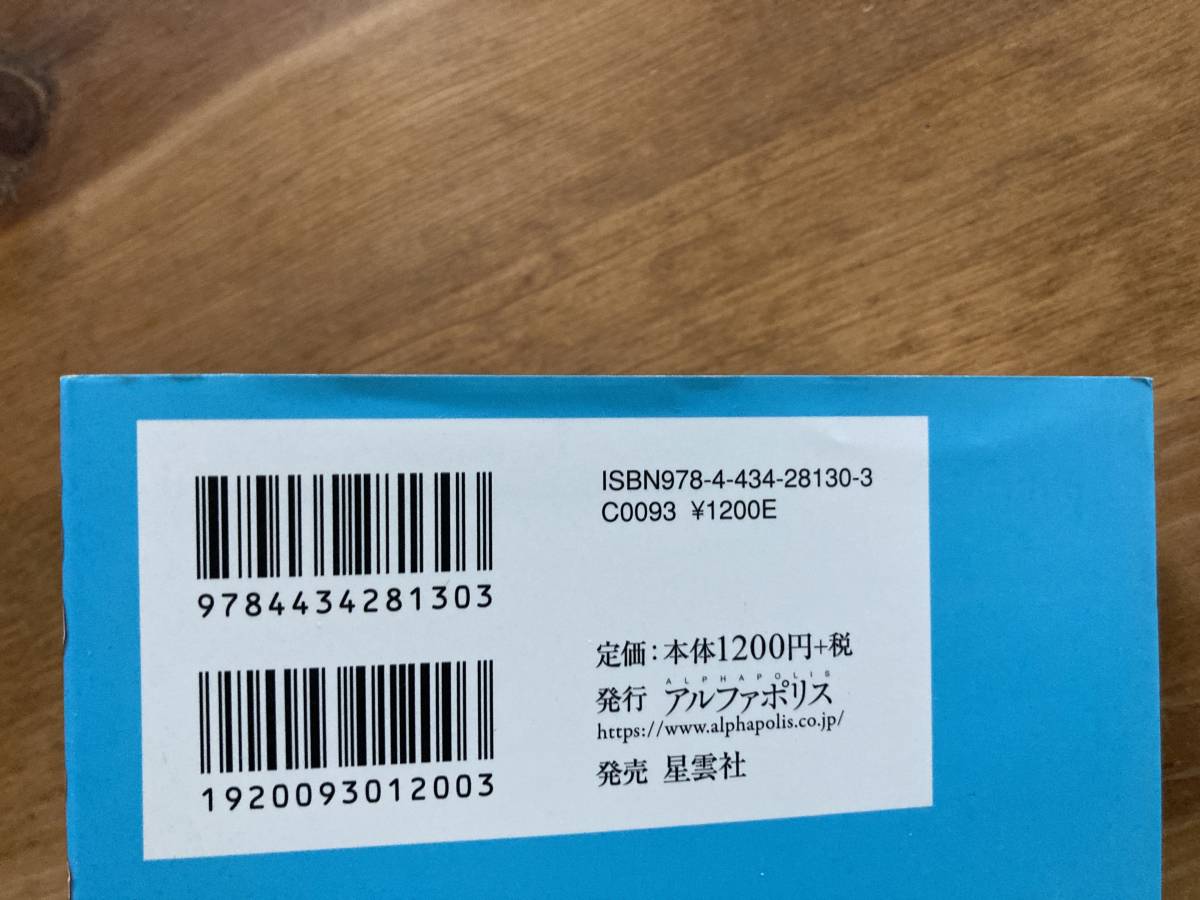 9784434281303
1920093012003
ISBN978-4-434-28130-3
C0093 ¥1200E
定価：本体1200円+税
ALPHAPOLIS
発行 アルファポリス
https://www.alphapolis.co.jp/
発売 星雲社